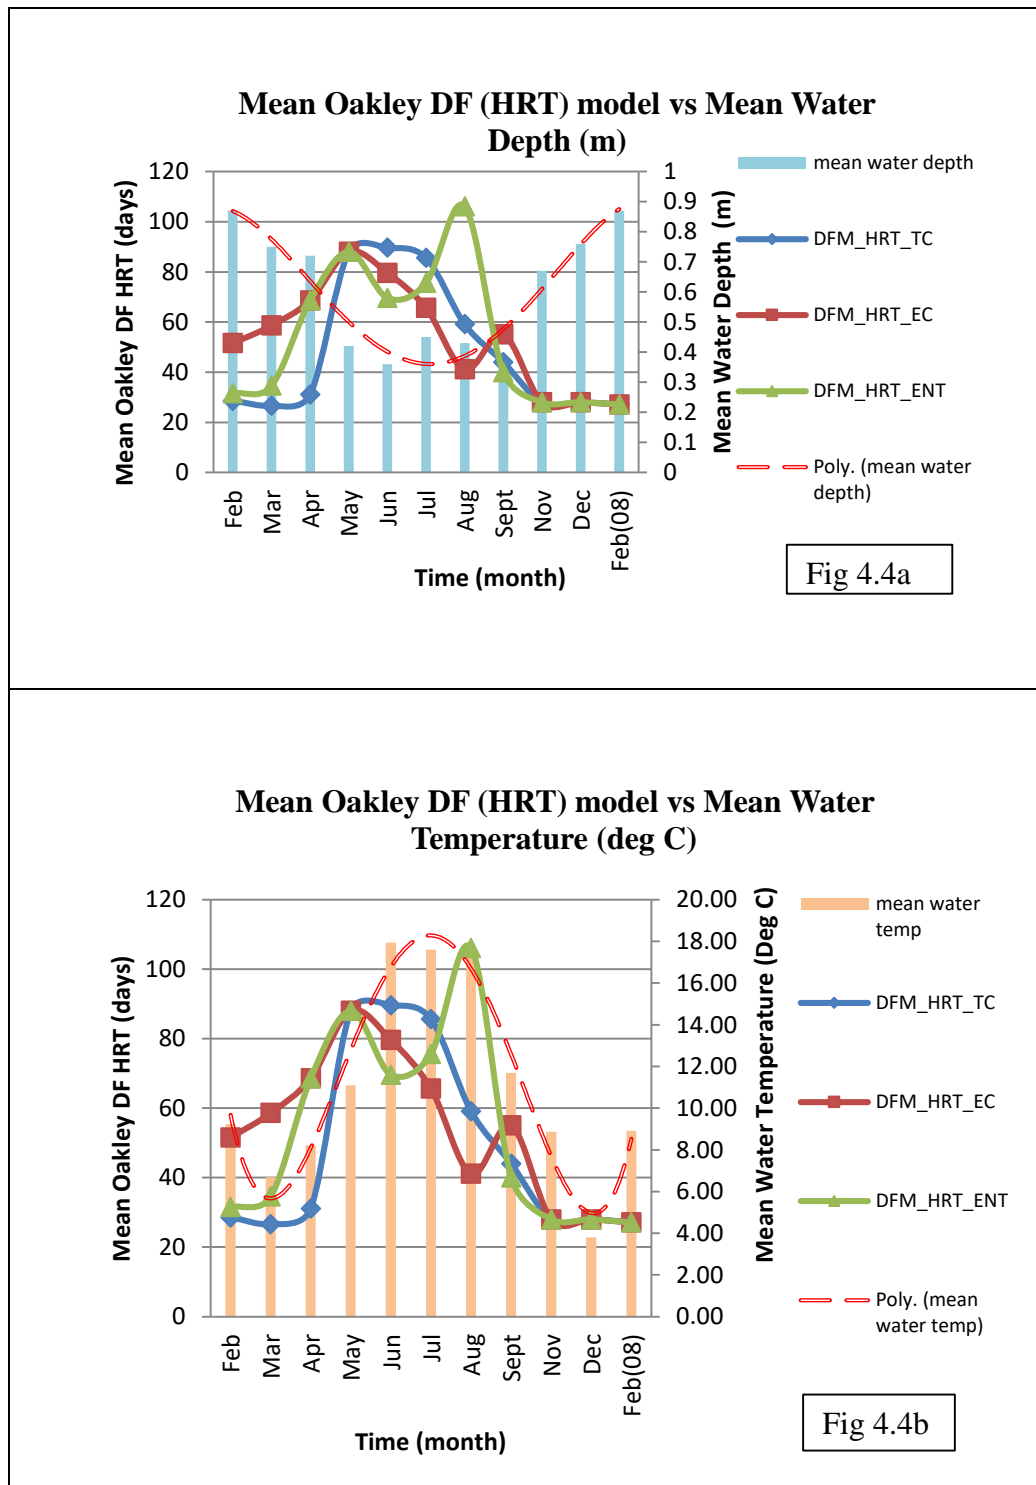 Mean Oakley DF (HRT) model vs Mean Water
Depth (m)
Mean Oakley DF HRT (days)
120
100
80
60
40
20
0
1
0.9
0.8
0.7
0.6
0.5
0.4
0.3
0.2
0.1
0
Mean Water Depth (m)
Feb
Mar
Apr
May
Jun
Jul
Aug
Sept
Nov
Dec
Feb(08)
Time (month)
mean water depth
DFM_HRT_TC
DFM_HRT_EC
DFM_HRT_ENT
Poly. (mean water
depth)
Fig 4.4a
Mean Oakley DF (HRT) model vs Mean Water
Temperature (deg C)
Mean Oakley DF HRT (days)
120
100
80
60
40
20
0
20.00
18.00
16.00
14.00
12.00
10.00
8.00
6.00
4.00
2.00
0.00
Mean Water Temperature (Deg C)
Feb
Mar
Apr
May
Jun
Jul
Aug
Sept
Nov
Dec
Feb(08)
Time (month)
mean water
temp
DFM_HRT_TC
DFM_HRT_EC
DFM_HRT_ENT
Poly. (mean
water temp)
Fig 4.4b